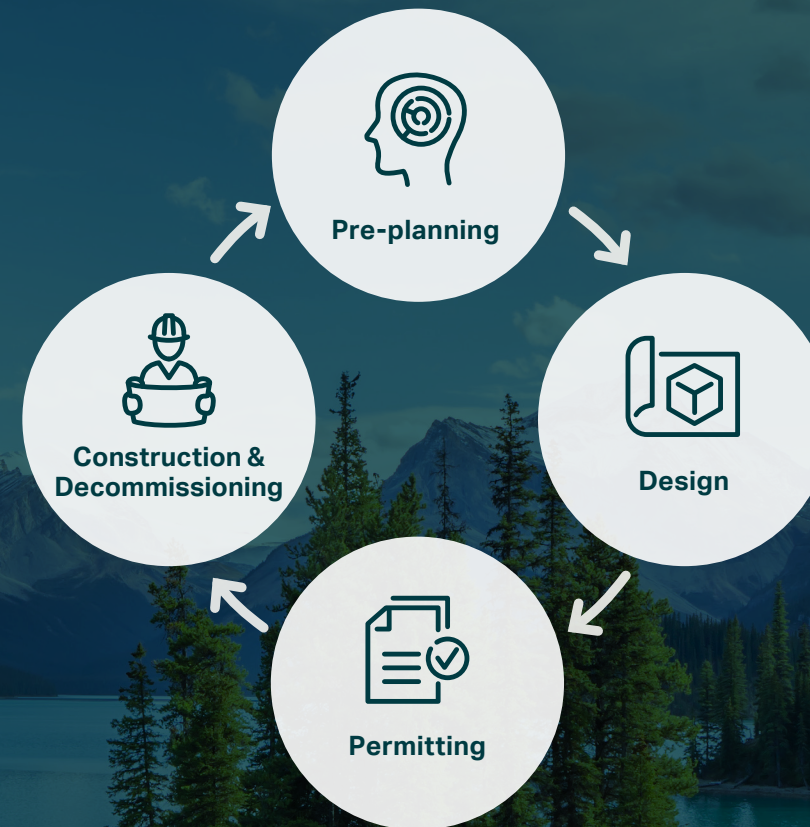 Pre-planning
Design
Permitting
Construction &
Decommissioning